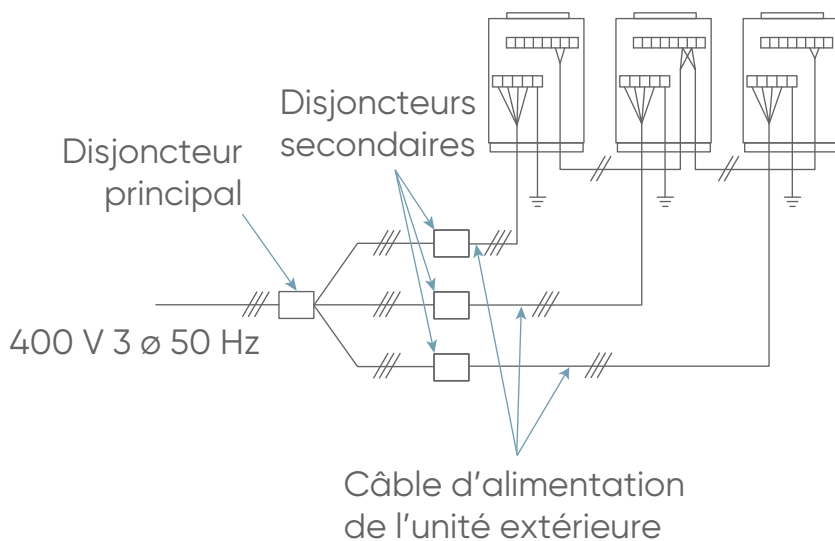 Disjoncteurs
secondaires
Disjoncteur
principal
400 V 3 ø 50 Hz
Câble d’alimentation
de l’unité extérieure